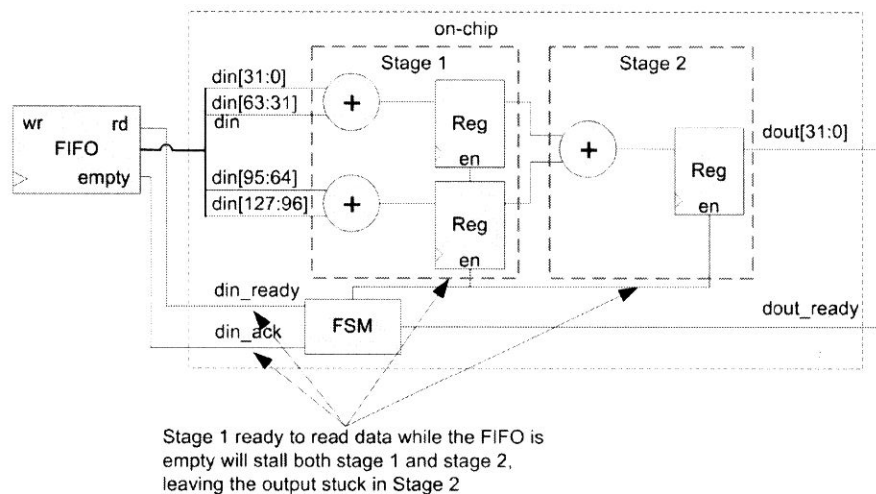 on-chip
Stage 1
Stage 2
din[31:0]
din[63:31]
din
wr rd
FIFO
empty
+
Reg
en
+
Reg
en
dout[31:0]
din[95:64]
din[127:96]
+
Reg
en
din_ready
din_ack
FSM
dout_ready
Stage 1 ready to read data while the FIFO is
empty will stall both stage 1 and stage 2,
leaving the output stuck in Stage 2